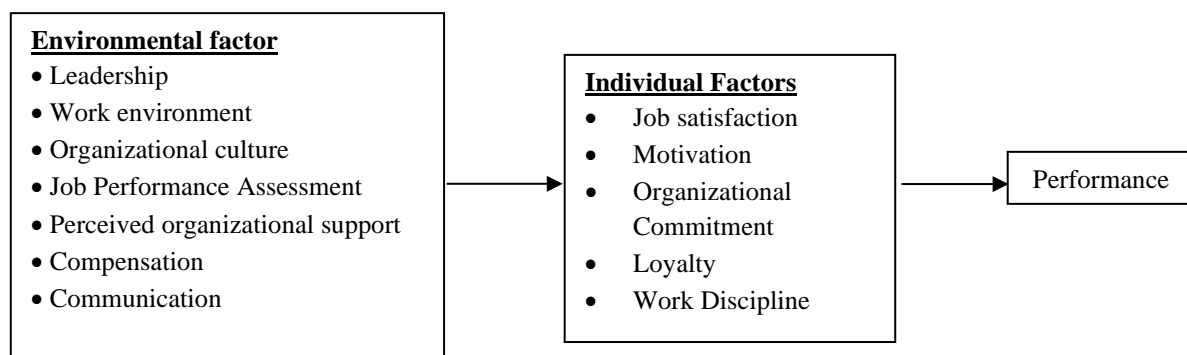 Environmental factor
• Leadership
• Work environment
• Organizational culture
• Job Performance Assessment
• Perceived organizational support
• Compensation
• Communication
Individual Factors
• Job satisfaction
• Motivation
• Organizational
Commitment
• Loyalty
• Work Discipline
Performance